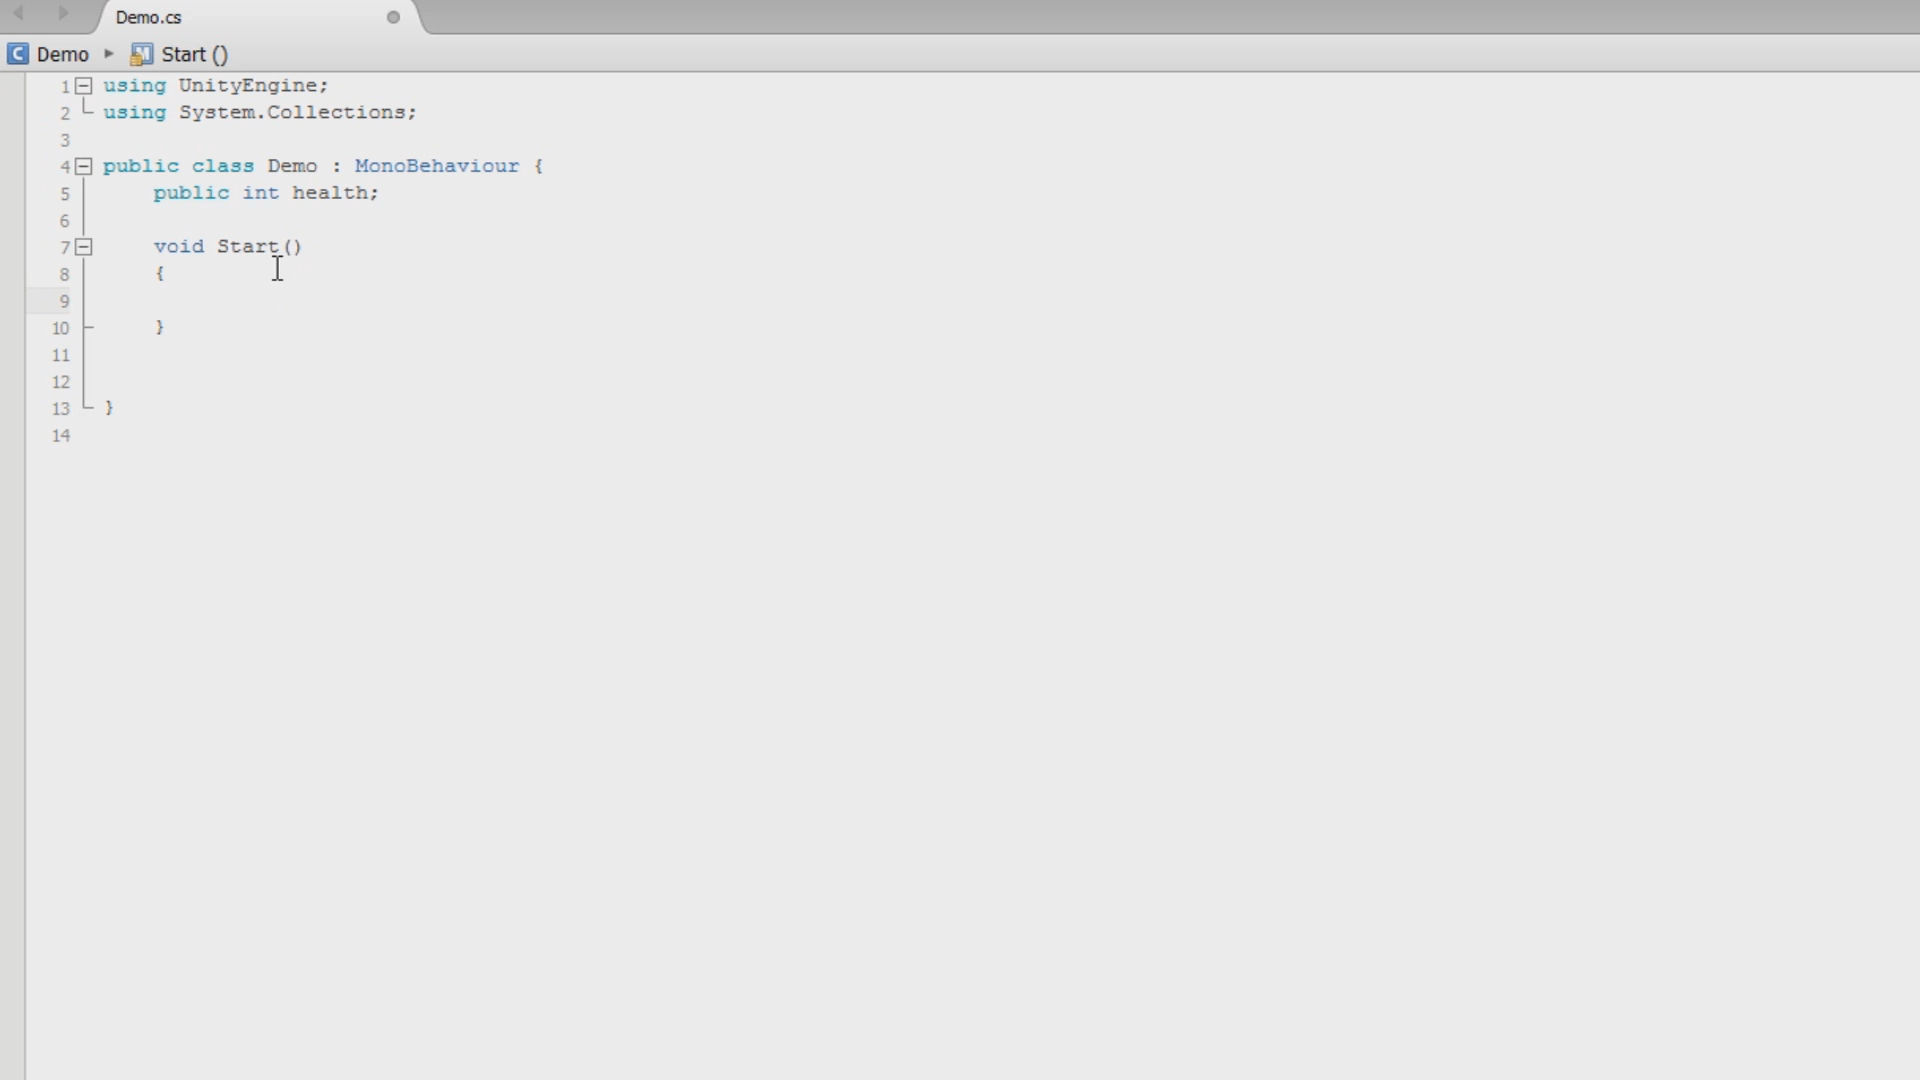 Demo.cs
Demo ▸ Start ()
1 using UnityEngine;
2 using System.Collections;
3
4 public class Demo : MonoBehaviour {
5 public int health;
6
7 void Start()
8 {
9
10 }
11
12
13 }
14